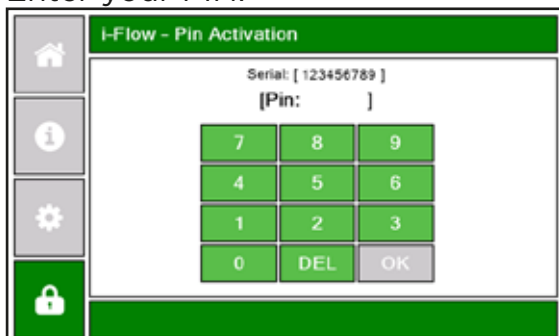 Enter your PIN.
i-Flow - Pin Activation
Serial: [ 123456789 ]
[Pin: ]
7 8 9
4 5 6
1 2 3
0 DEL OK